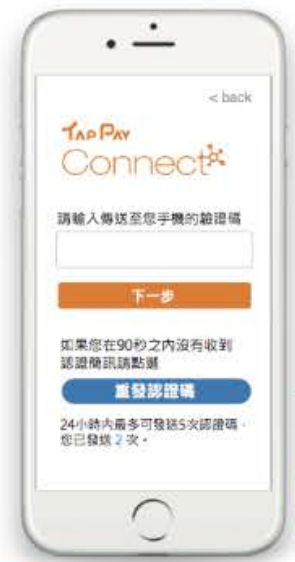 < back
TAP PAY
Connect
請輸入傳送至您手機的驗證碼
下一步
如果您在90秒之內沒有收到
認證簡訊請點選
重發認證碼
24小時內最多可發送5次認證碼，
您已發送 2 次。